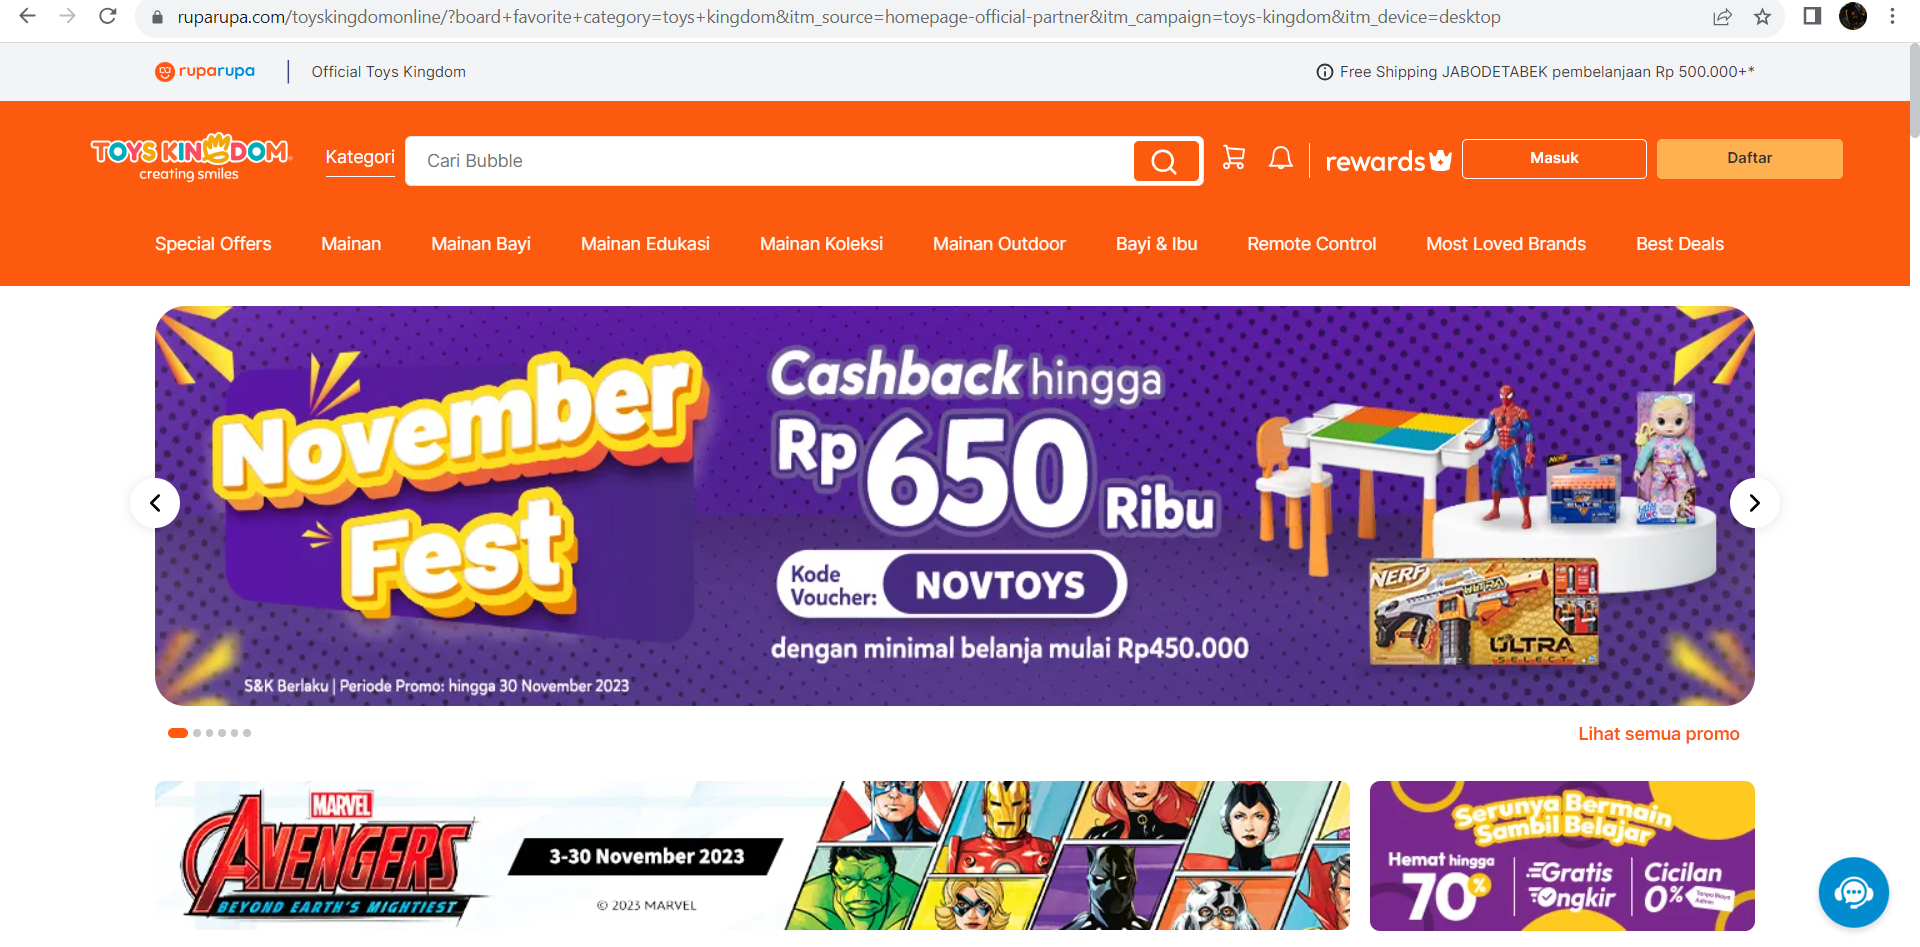 ruparupa.com/toyskingdomonline/?board+favorite+category=toys+kingdom&itm_source=homepage-official-partner&itm_campaign=toys-kingdom&itm_device=desktop
ruparupa
Official Toys Kingdom
Free Shipping JABODETABEK pembelanjaan Rp 500.000+*
TOYS KINGDOM
creating smiles
Kategori
Cari Bubble
rewards
Masuk
Daftar
Special Offers
Mainan
Mainan Bayi
Mainan Edukasi
Mainan Koleksi
Mainan Outdoor
Bayi & Ibu
Remote Control
Most Loved Brands
Best Deals
November
Fest
Cashback hingga
Rp 650 Ribu
Kode
Voucher:
NOVTOYS
dengan minimal belanja mulai Rp450.000
S&K Berlaku | Periode Promo: hingga 30 November 2023
NERF
ULTRA
ULTRA
SELECT
Lihat semua promo
MARVEL
AVENGERS
BEYOND EARTH'S MIGHTIEST
3-30 November 2023
© 2023 MARVEL
Serunya Bermain
Sambil Belajar
Hemat hingga
70%
Gratis
Ongkir
Cicilan
0%
Tanpa Biaya
Admin